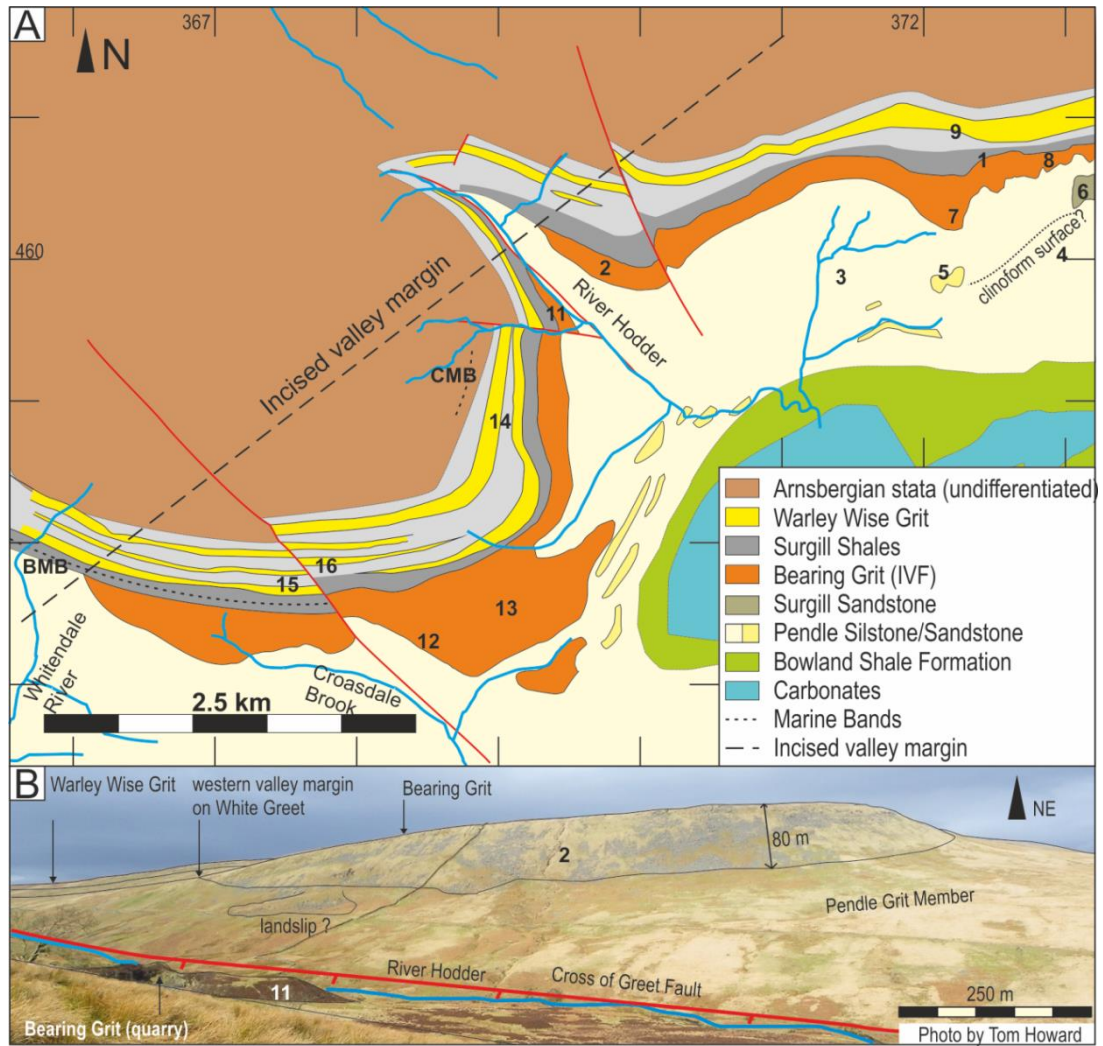 A
367
372
N
9
1
8
6
7
460
2
3
5
4
clinoform surface?
River Hodder
11
Incised valley margin
CMB
14
16
15
BMB
13
12
Whitendale
River
Croasdale
Brook
2.5 km
Arnsbergian stata (undifferentiated)
Warley Wise Grit
Surgill Shales
Bearing Grit (IVF)
Surgill Sandstone
Pendle Silstone/Sandstone
Bowland Shale Formation
Carbonates
Marine Bands
Incised valley margin
B
Warley Wise Grit
western valley margin
on White Greet
Bearing Grit
NE
2
80 m
landslip ?
Pendle Grit Member
River Hodder
Cross of Greet Fault
11
250 m
Bearing Grit (quarry)
Photo by Tom Howard